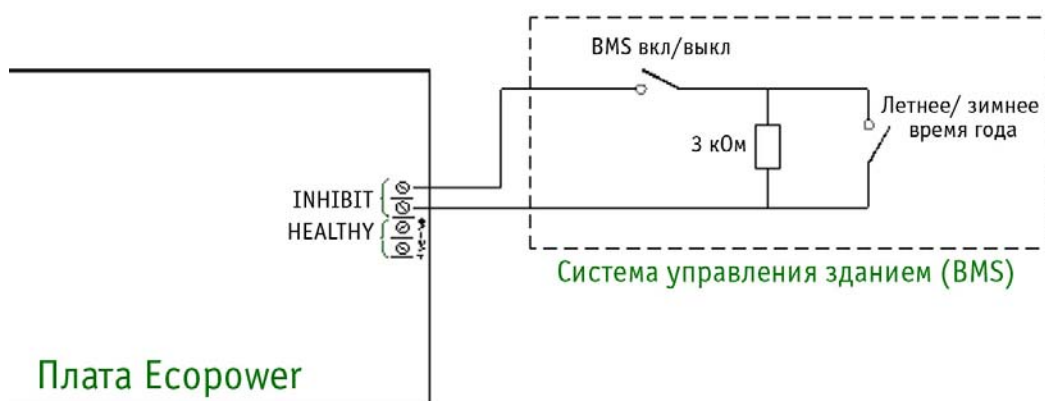 BMS вкл/выкл
Летнее/ зимнее
время года
3 кОм
INHIBIT
HEALTHY
Система управления зданием (BMS)
Плата Ecopower